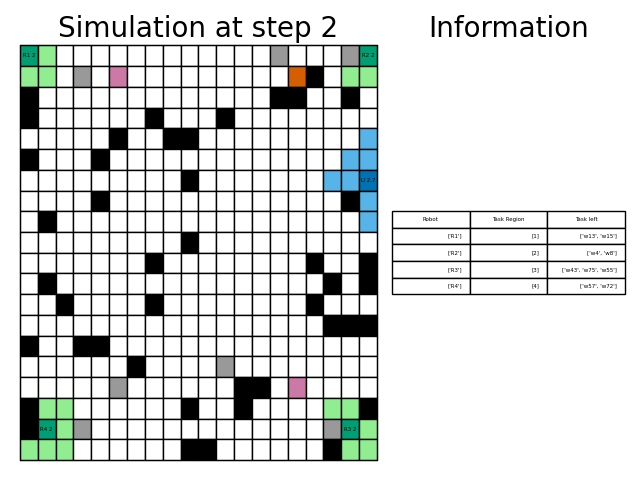 Simulation at step 2
Information
R1 2
R2 2
U 2.7
Robot Task Region Task left
['R1'] [1] ['w13', 'w15']
['R2'] [2] ['w4', 'w8']
['R3'] [3] ['w43', 'w75', 'w55']
['R4'] [4] ['w57', 'w72']
R4 2
R3 2